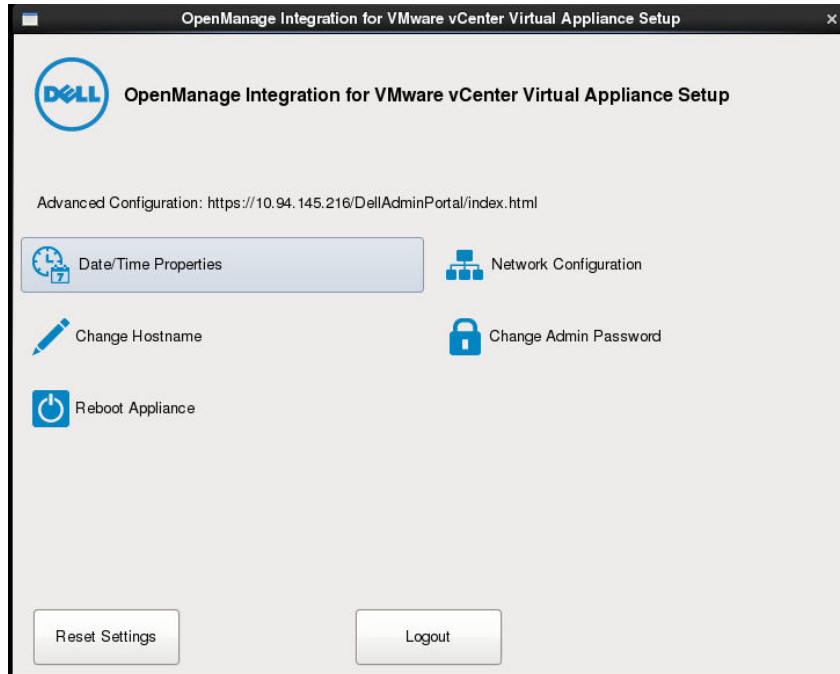 OpenManage Integration for VMware vCenter Virtual Appliance Setup
DELL
OpenManage Integration for VMware vCenter Virtual Appliance Setup
Advanced Configuration: https://10.94.145.216/DellAdminPortal/index.html
7
Date/Time Properties
Network Configuration
Change Hostname
Change Admin Password
Reboot Appliance
Reset Settings
Logout